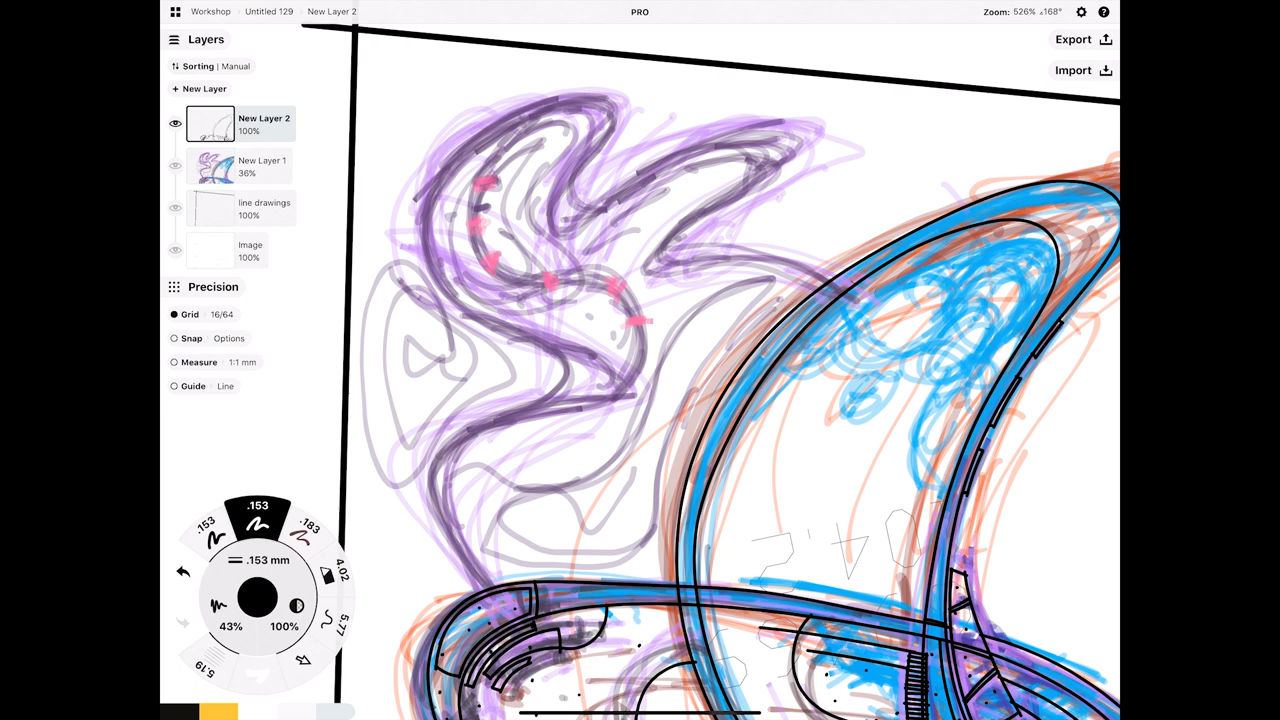 Workshop Untitled 129 New Layer 2
PRO
Zoom: 526% 168°
Layers
Export
Import
Sorting | Manual
+ New Layer
New Layer 2
100%
New Layer 1
36%
line drawings
100%
Image
100%
Precision
Grid 16/64
Snap Options
Measure 1:1 mm
Guide Line
.153
.153
.183
4.02
5.77
5.19
.153 mm
43%
100%